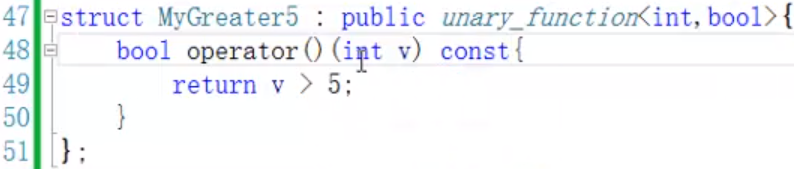 47 struct MyGreater5 : public unary_function<int,bool>{
48 bool operator()(int v) const{
49 return v > 5;
50 }
51 };